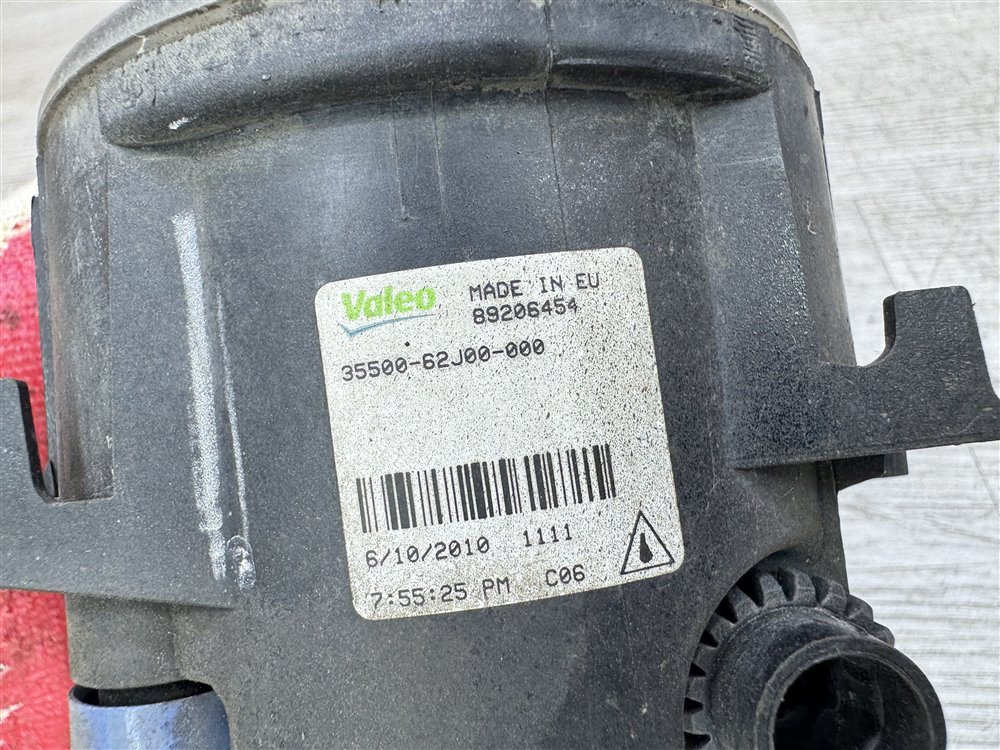 Valeo MADE IN EU
89206454
35500-62J00-000
6/10/2010 1111
7:55:25 PM C06